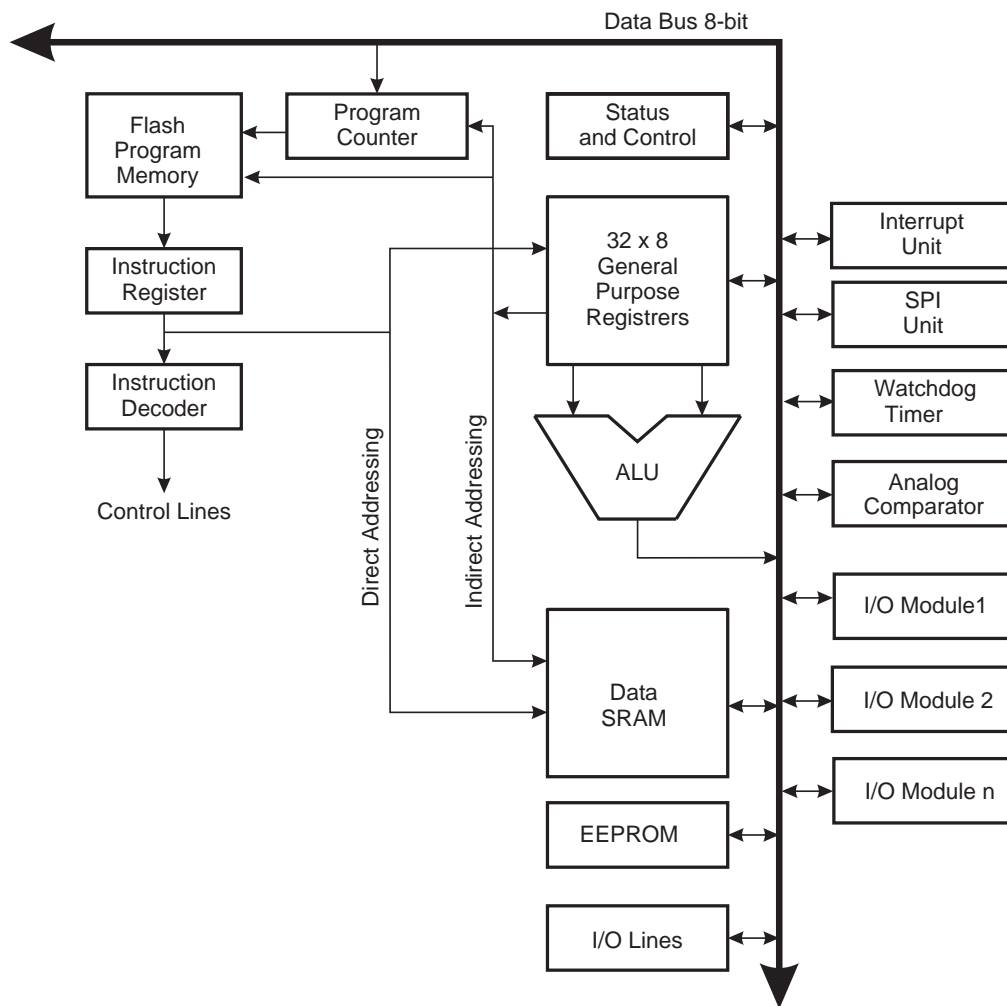 Data Bus 8-bit
Flash
Program
Memory
Program
Counter
Status
and Control
Instruction
Register
32 x 8
General
Purpose
Registrers
Interrupt
Unit
SPI
Unit
Instruction
Decoder
Watchdog
Timer
ALU
Analog
Comparator
Control Lines
Direct Addressing
Indirect Addressing
I/O Module1
Data
SRAM
I/O Module 2
I/O Module n
EEPROM
I/O Lines